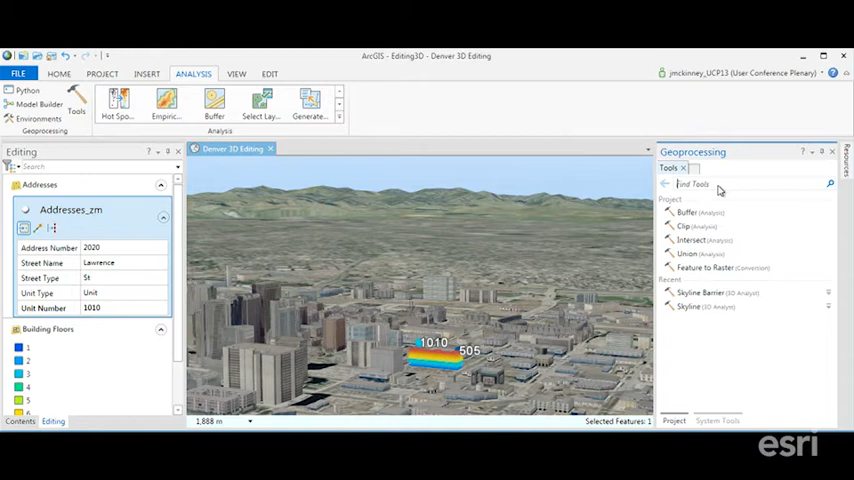 ArcGIS - Editing3D - Denver 3D Editing
FILE HOME PROJECT INSERT ANALYSIS VIEW EDIT
jmckinney_UCP13 (User Conference Plenary)
Python
Model Builder
Environments
Tools
Geoprocessing
Hot Spo...
Empiric...
Buffer
Select Lay...
Generate...
Analysis
Editing
Search
Addresses
Addresses_zm
Address Number 2020
Street Name Lawrence
Street Type St
Unit Type Unit
Unit Number 1010
Building Floors
1
2
3
4
5
6
Contents Editing
Denver 3D Editing
1010
505
1,888 m
Selected Features: 1
Geoprocessing
Tools
Find Tools
Project
Buffer (Analysis)
Clip (Analysis)
Intersect (Analysis)
Union (Analysis)
Feature to Raster (Conversion)
Recent
Skyline Barrier (3D Analyst)
Skyline (3D Analyst)
Project System Tools
Resources
esri